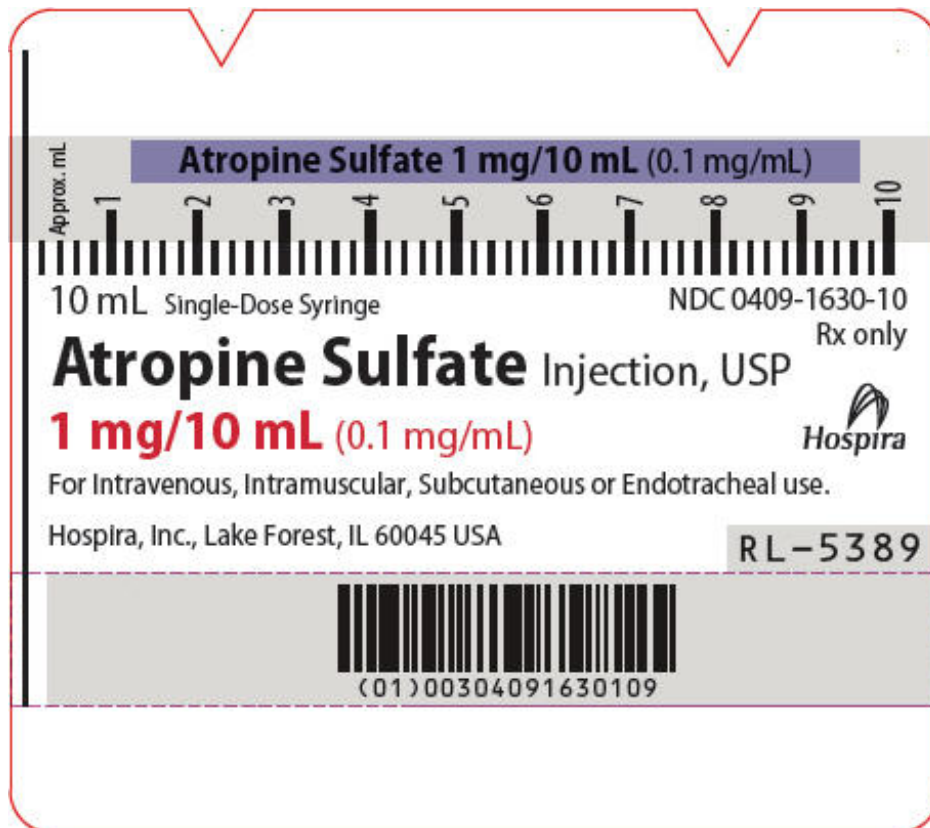 Atropine Sulfate 1 mg/10 mL (0.1 mg/mL)
Approx. mL 1 2 3 4 5 6 7 8 9 10
10 mL Single-Dose Syringe
NDC 0409-1630-10
Rx only
Atropine Sulfate Injection, USP
1 mg/10 mL (0.1 mg/mL)
Hospira
For Intravenous, Intramuscular, Subcutaneous or Endotracheal use.
Hospira, Inc., Lake Forest, IL 60045 USA
RL-5389
(01)00304091630109